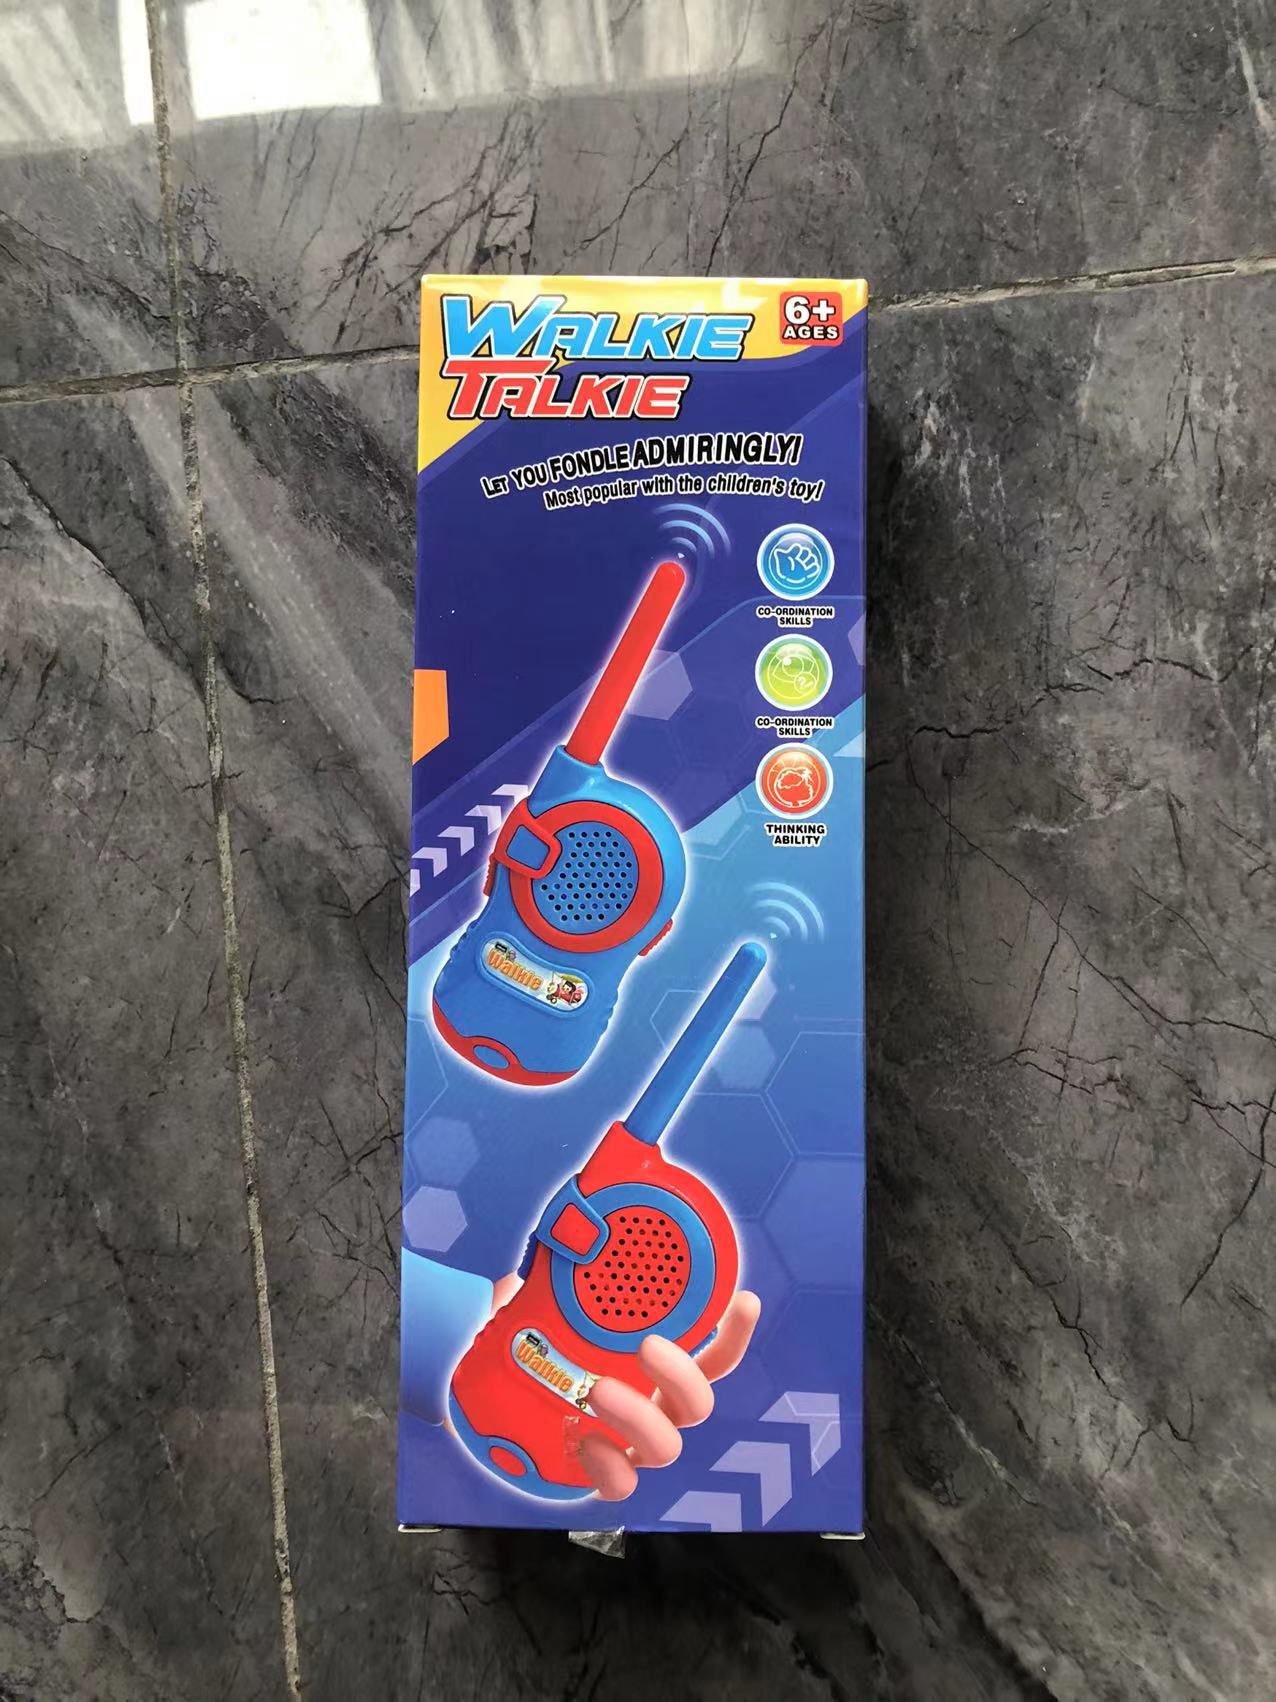 WALKIE
TALKIE
6+
AGES
LET YOU FONDLE ADMIRINGLY!
Most popular with the children's toy!
CO-ORDINATION
SKILLS
CO-ORDINATION
SKILLS
THINKING
ABILITY
Walkie
Walkie